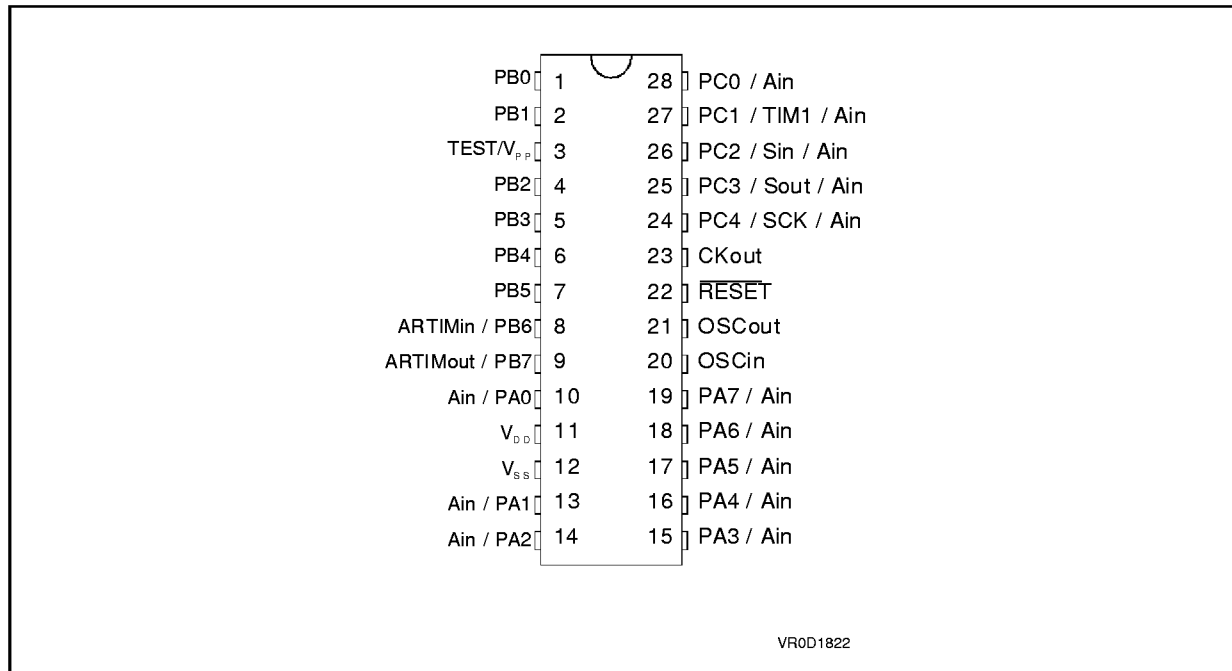 PB0 1 28 PC0 / Ain
PB1 2 27 PC1 / TIM1 / Ain
TEST/VPP 3 26 PC2 / Sin / Ain
PB2 4 25 PC3 / Sout / Ain
PB3 5 24 PC4 / SCK / Ain
PB4 6 23 CKout
PB5 7 22 RESET
ARTIMin / PB6 8 21 OSCout
ARTIMout / PB7 9 20 OSCin
Ain / PA0 10 19 PA7 / Ain
VDD 11 18 PA6 / Ain
VSS 12 17 PA5 / Ain
Ain / PA1 13 16 PA4 / Ain
Ain / PA2 14 15 PA3 / Ain
VR0D1822